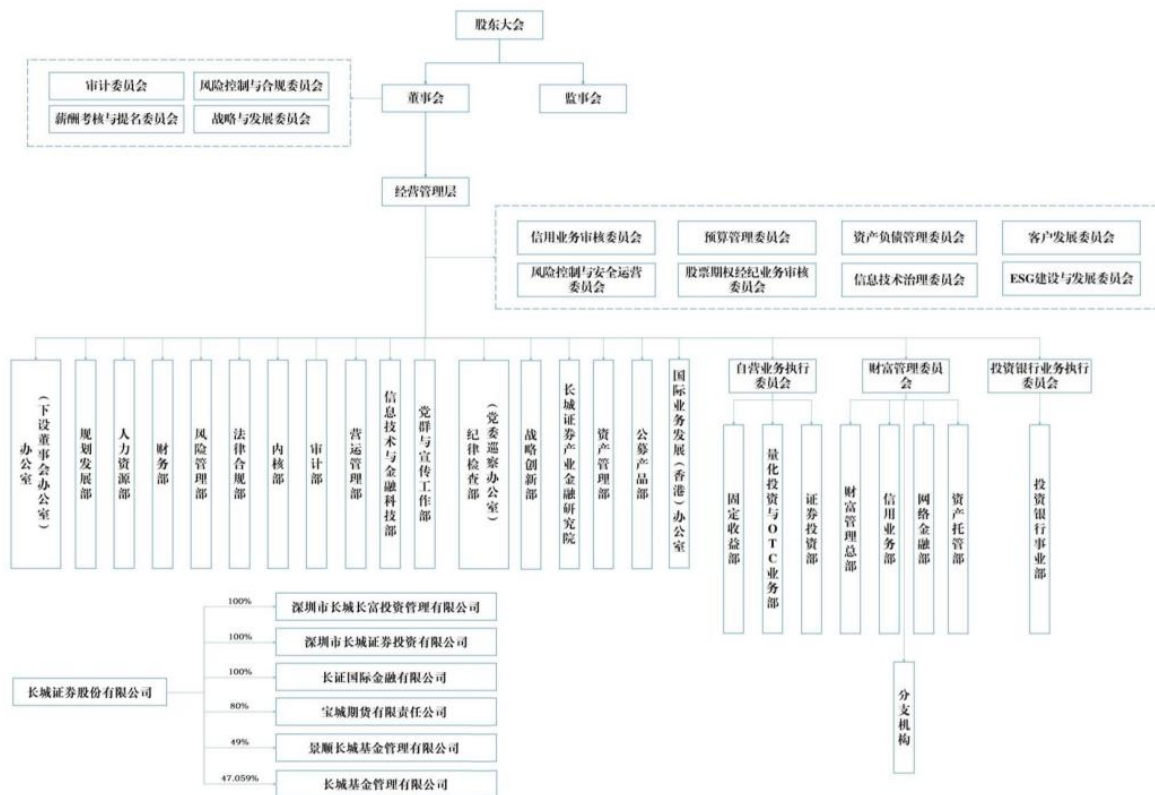 股东大会
审计委员会
风险控制与合规委员会
薪酬考核与提名委员会
战略与发展委员会
董事会
监事会
经营管理层
信用业务审核委员会
预算管理委员会
资产负债管理委员会
客户发展委员会
风险控制与安全运营
委员会
股票期权经纪业务审核
委员会
信息技术治理委员会
ESG建设与发展委员会
自营业务执行
委员会
财富管理委员
会
投资银行业务执行
委员会
办公室
（下设董事会办公室）
规划发展部
人力资源部
财务部
风险管理部
法律合规部
内核部
审计部
营运管理部
信息技术与金融科技部
党群与宣传工作部
纪律检查部
（党委巡察办公室）
战略创新部
长城证券产业金融研究院
资产管理部
公募产品部
国际业务发展（香港）办公室
固定收益部
量化投资与OTC业务部
证券投资部
财富管理总部
信用业务部
网络金融部
资产托管部
投资银行事业部
分支机构
长城证券股份有限公司
100%
深圳市长城长富投资管理有限公司
100%
深圳市长城证券投资有限公司
100%
长证国际金融有限公司
80%
宝城期货有限责任公司
49%
景顺长城基金管理有限公司
47.059%
长城基金管理有限公司